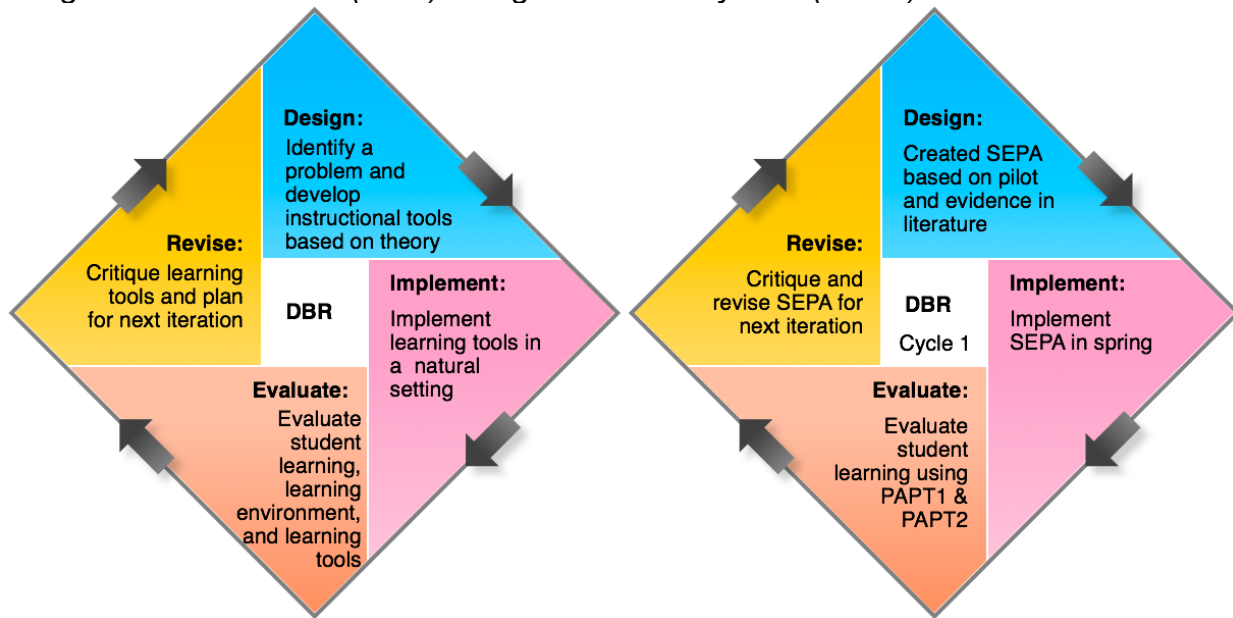 Design:
Identify a
problem and
develop
instructional tools
based on theory
Revise:
Critique learning
tools and plan
for next iteration
DBR
Implement:
Implement
learning tools in
a natural
setting
Evaluate:
Evaluate
student
learning,
learning
environment,
and learning
tools
Design:
Created SEPA
based on pilot
and evidence in
literature
Revise:
Critique and
revise SEPA for
next iteration
DBR
Cycle 1
Implement:
Implement
SEPA in spring
Evaluate:
Evaluate
student
learning using
PAPT1 &
PAPT2